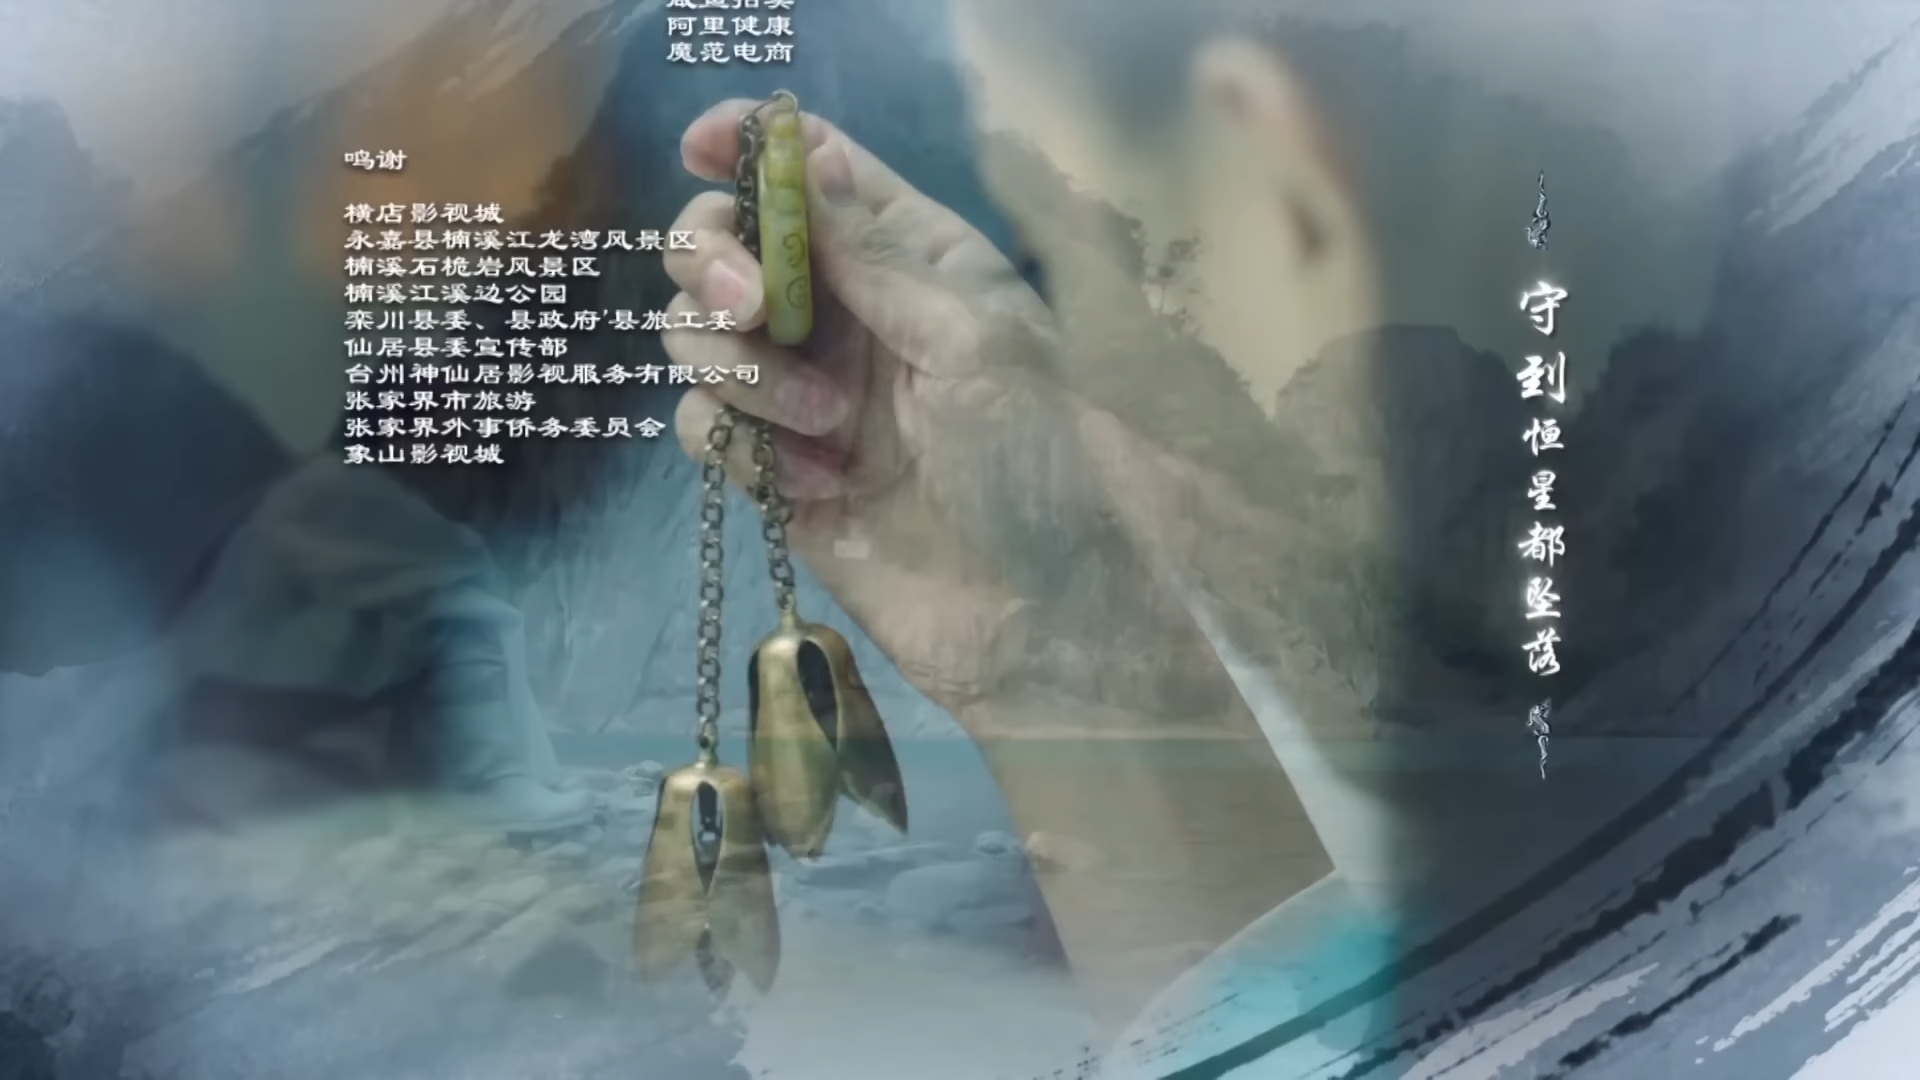 咸鱼拍卖
阿里健康
魔范电商
鸣谢
横店影视城
永嘉县楠溪江龙湾风景区
楠溪石桅岩风景区
楠溪江溪边公园
栾川县委、县政府'县旅工委
仙居县委宣传部
台州神仙居影视服务有限公司
张家界市旅游
张家界外事侨务委员会
象山影视城
守到恒星都坠落